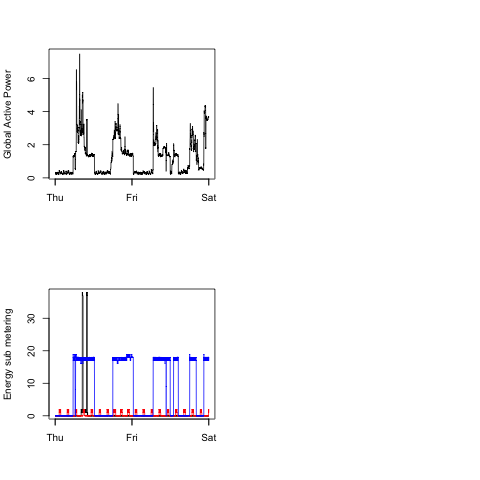 Global Active Power
6
4
2
0
Thu Fri Sat
Energy sub metering
30
20
10
0
Thu Fri Sat